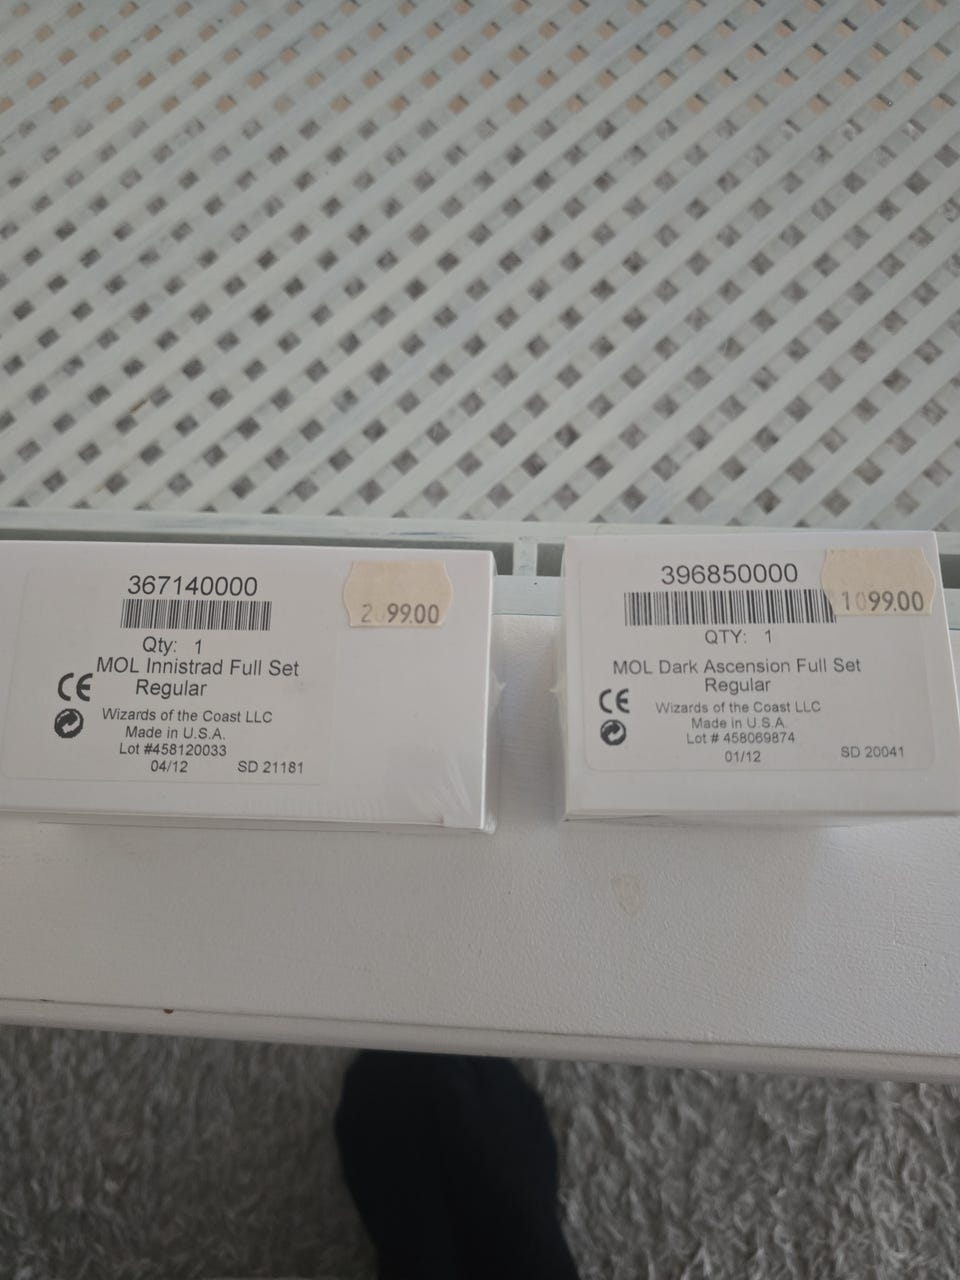 367140000
2099.00
Qty: 1
MOL Innistrad Full Set
Regular
CE
Wizards of the Coast LLC
Made in U.S.A.
Lot #458120033
04/12 SD 21181
396850000
1099.00
QTY: 1
MOL Dark Ascension Full Set
Regular
CE
Wizards of the Coast LLC
Made in U.S.A.
Lot # 458069874
01/12 SD 20041